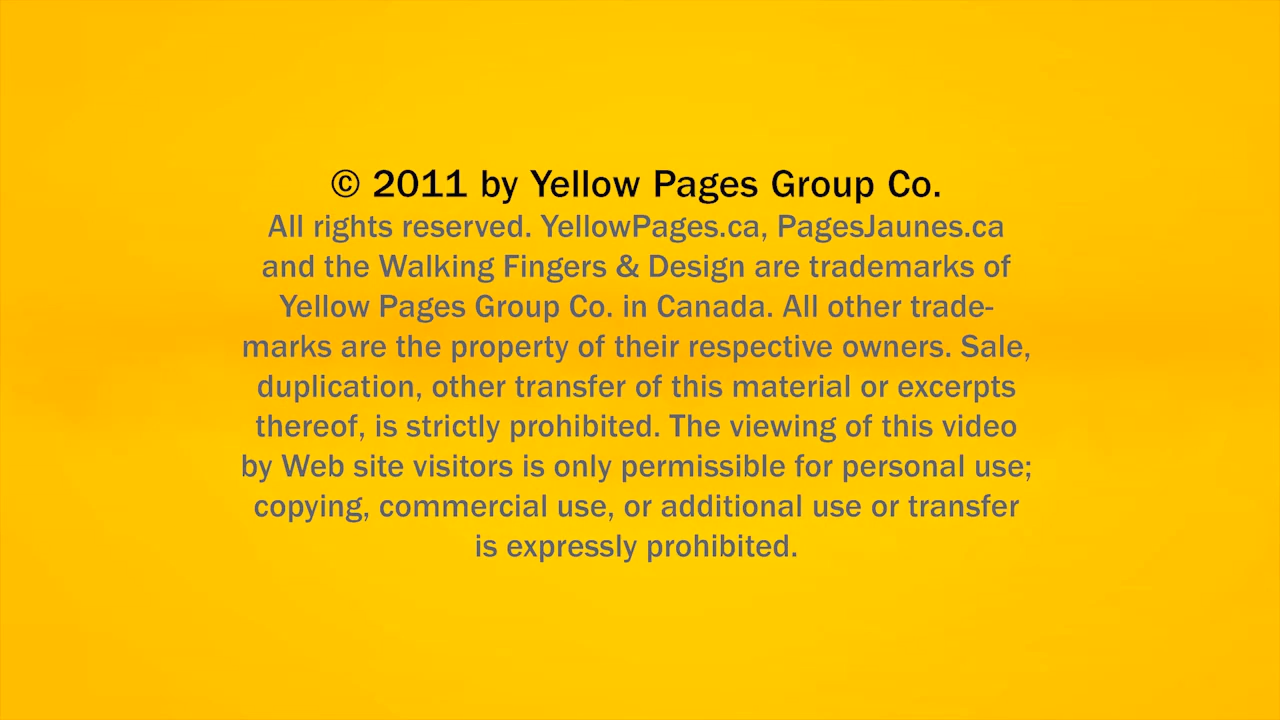 © 2011 by Yellow Pages Group Co.
All rights reserved. YellowPages.ca, PagesJaunes.ca
and the Walking Fingers & Design are trademarks of
Yellow Pages Group Co. in Canada. All other trade-
marks are the property of their respective owners. Sale,
duplication, other transfer of this material or excerpts
thereof, is strictly prohibited. The viewing of this video
by Web site visitors is only permissible for personal use;
copying, commercial use, or additional use or transfer
is expressly prohibited.